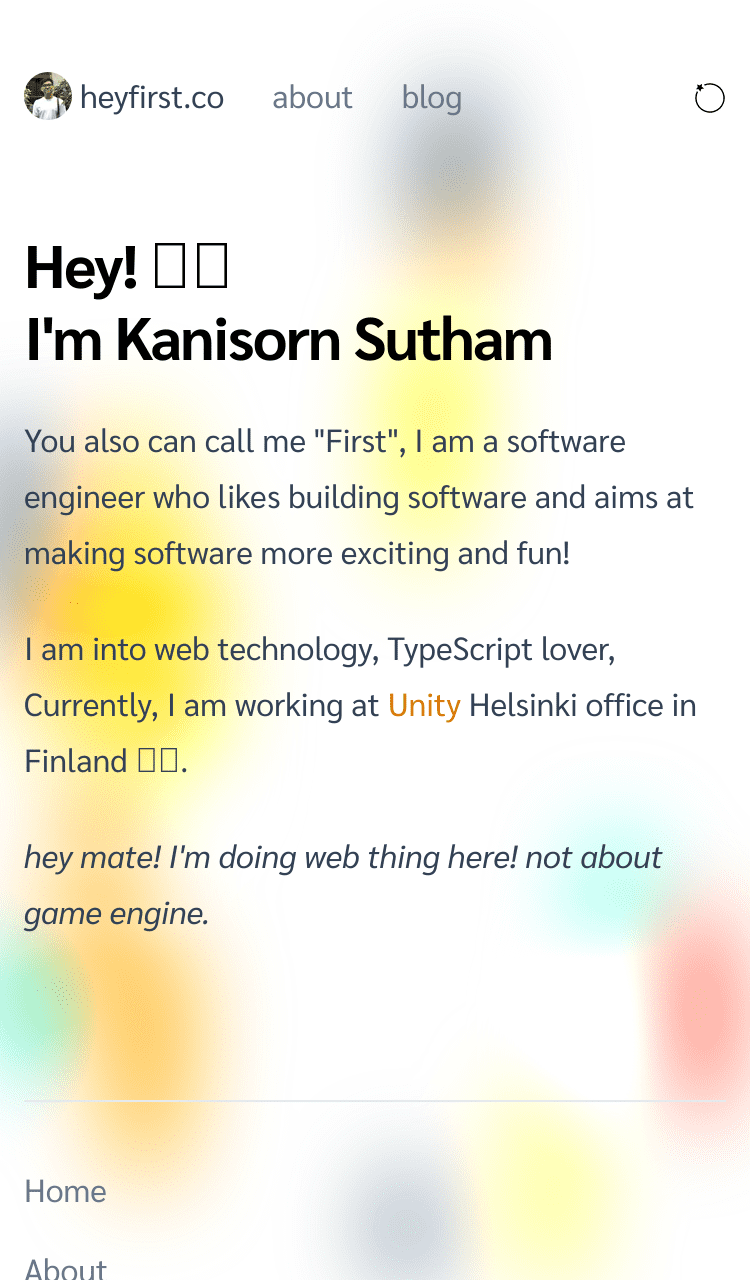 heyfirst.co about blog
Hey!
I'm Kanisorn Sutham
You also can call me "First", I am a software
engineer who likes building software and aims at
making software more exciting and fun!
I am into web technology, TypeScript lover,
Currently, I am working at Unity Helsinki office in
Finland .
hey mate! I'm doing web thing here! not about
game engine.
Home
About